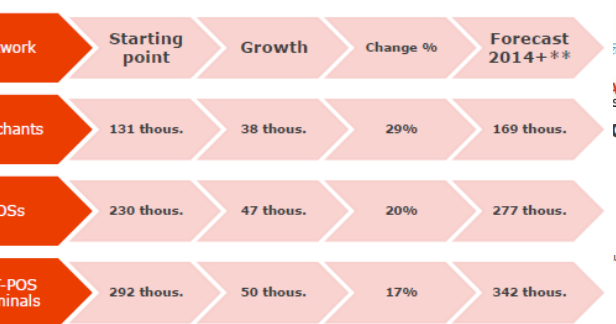 work
Starting
point
Growth
Change %
Forecast
2014+**
chants
131 thous.
38 thous.
29%
169 thous.
OSs
230 thous.
47 thous.
20%
277 thous.
-POS
minals
292 thous.
50 thous.
17%
342 thous.